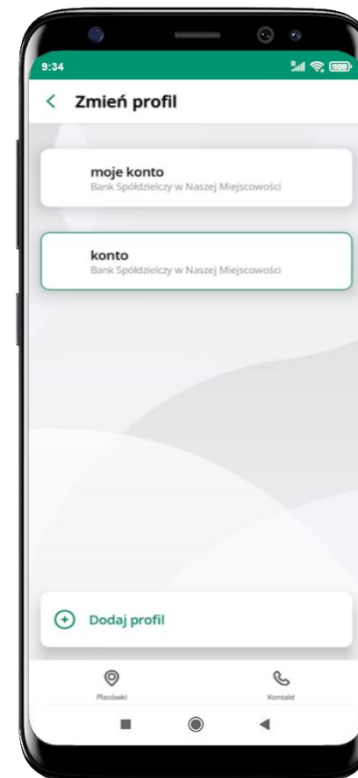 9:34
Zmień profil
moje konto
Bank Spółdzielczy w Naszej Miejscowości
konto
Bank Spółdzielczy w Naszej Miejscowości
Dodaj profil
Placówki
Kontakt